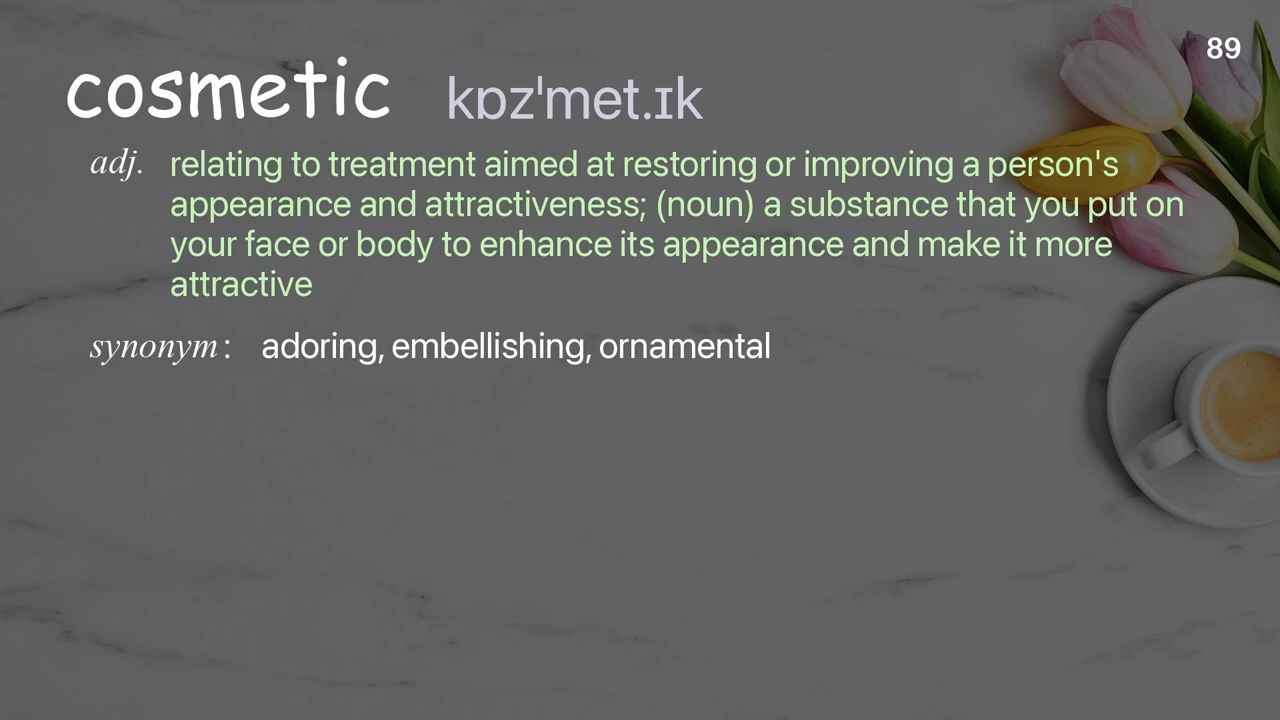 89
cosmetic kɒzˈmet.ɪk
adj. relating to treatment aimed at restoring or improving a person's
appearance and attractiveness; (noun) a substance that you put on
your face or body to enhance its appearance and make it more
attractive
synonym : adoring, embellishing, ornamental